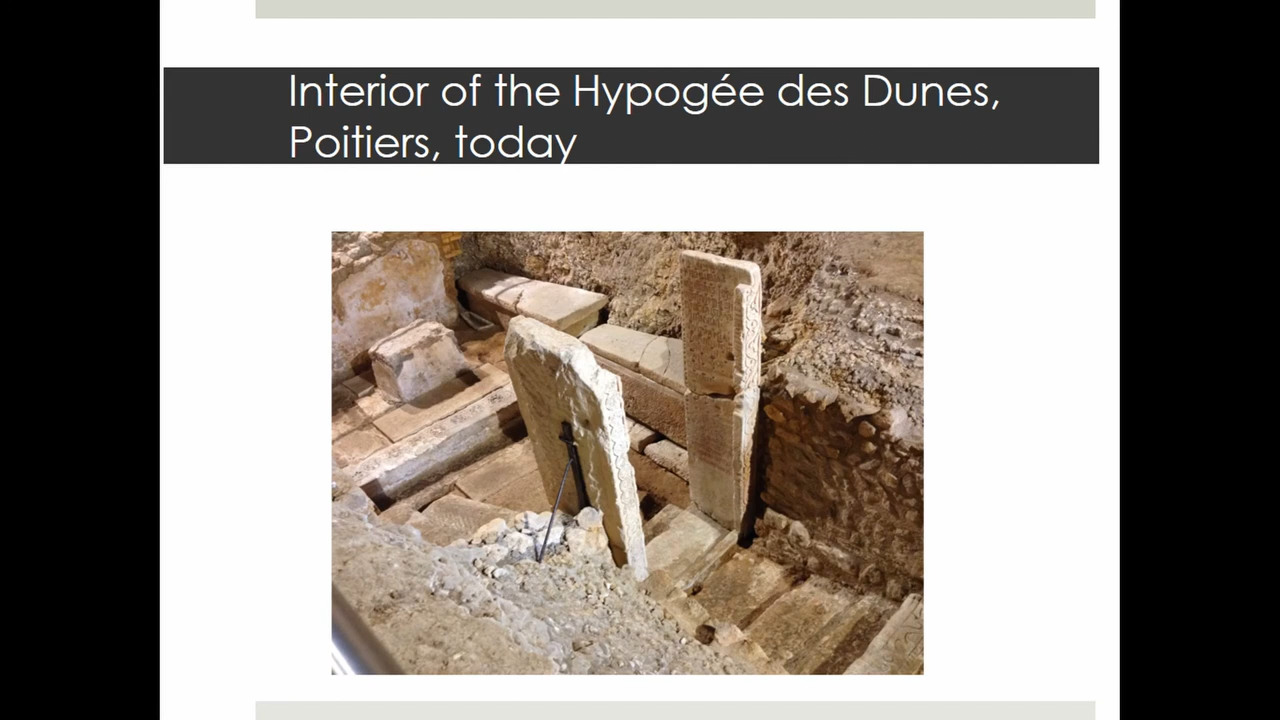 Interior of the Hypogée des Dunes,
Poitiers, today